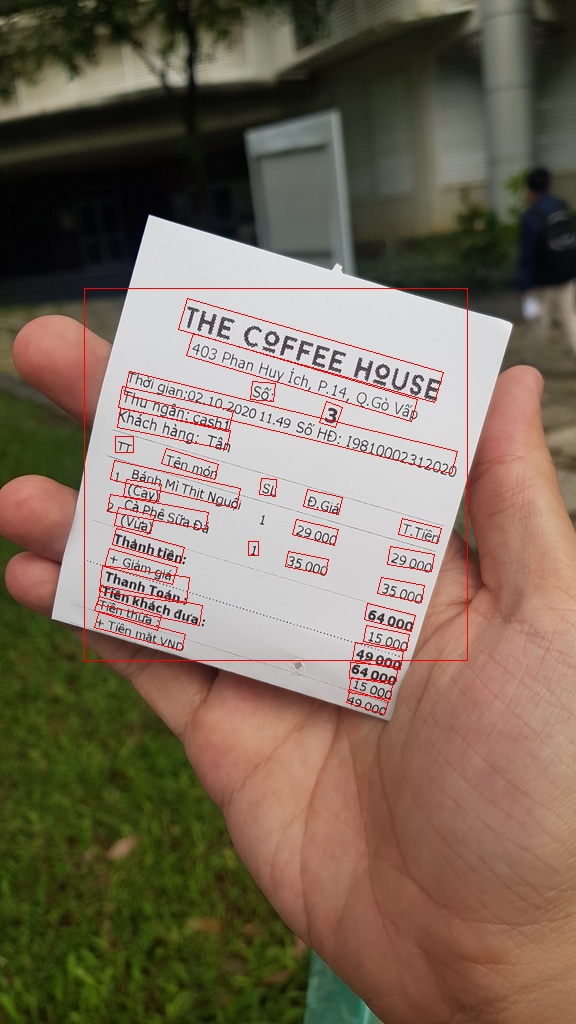 THE COFFEE HOUSE
403 Phan Huy Ích, P.14, Q.Gò Vấp
Số: 3
Thời gian:02.10.2020 11:49 Số HĐ: I9810002312020
Thu ngân: cash1
Khách hàng: Tân
TT Tên món SL Đ.Giá T.Tiền
1 Bánh Mì Thịt Nguội 1 29 000 29 000
(Cay)
2 Cà Phê Sữa Đá 1 35 000 35 000
(Vừa)
Thành tiền: 64 000
+ Giảm giá 15 000
Thanh Toán : 49 000
Tiền khách đưa: 64 000
Tiền thừa : 15 000
+ Tiền mặt VND 49 000